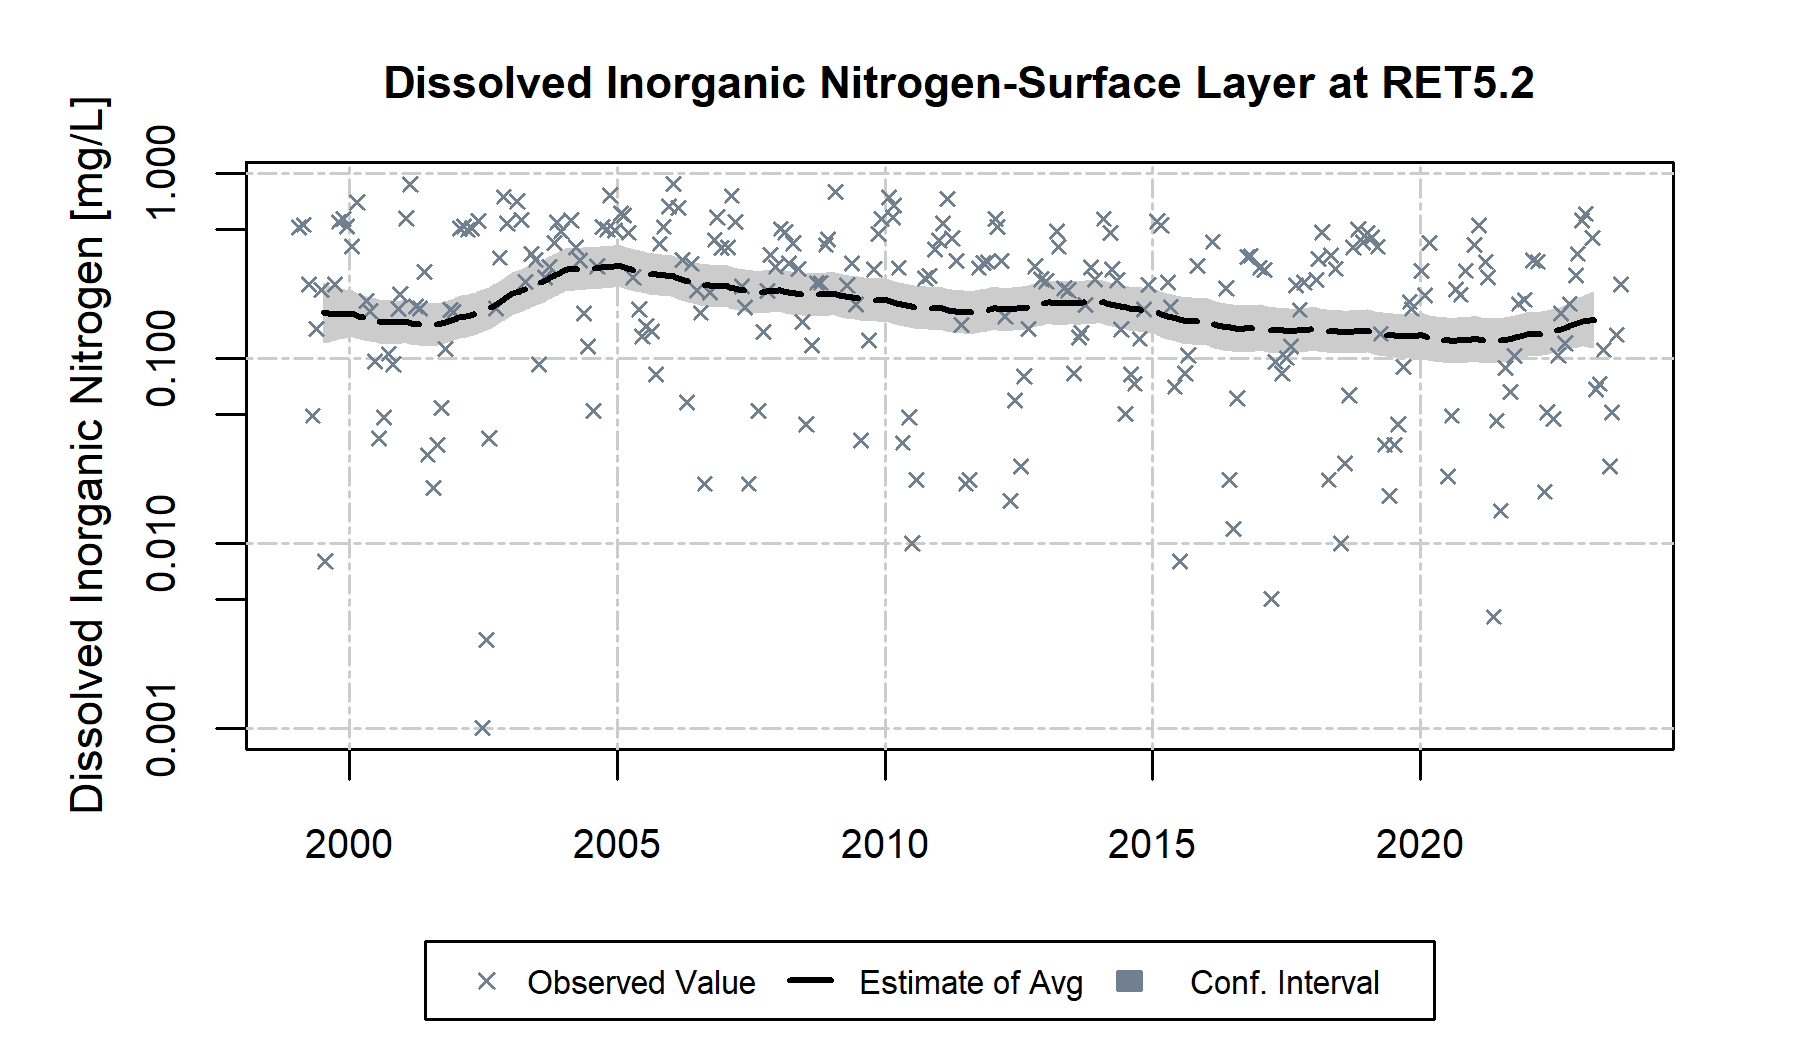 Dissolved Inorganic Nitrogen-Surface Layer at RET5.2
Dissolved Inorganic Nitrogen [mg/L]
1.000
0.100
0.010
0.001
2000 2005 2010 2015 2020
Observed Value Estimate of Avg Conf. Interval